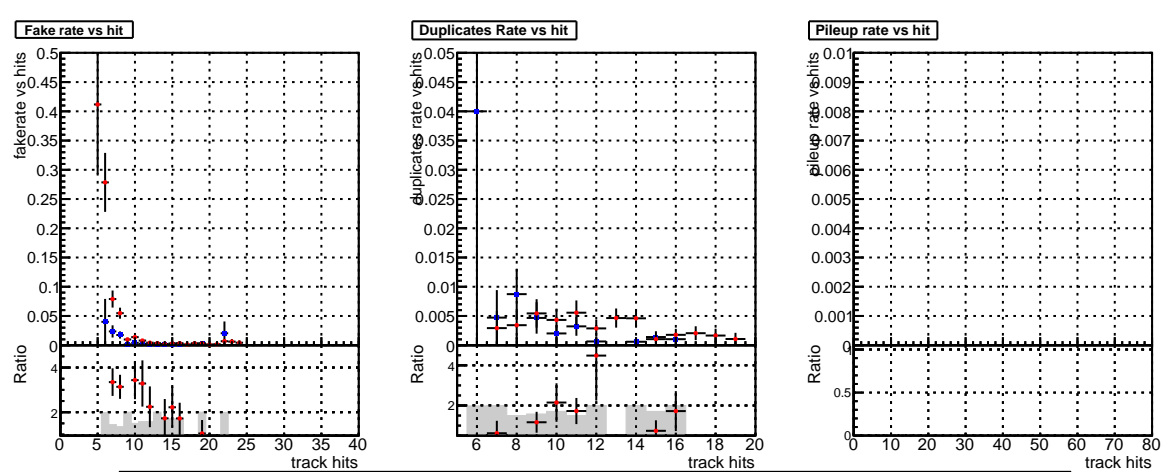 Fake rate vs hit
fakerate vs hits
0.5
0.45
0.4
0.35
0.3
0.25
0.2
0.15
0.1
0.05
0
Ratio
4
2
0 5 10 15 20 25 30 35 40
track hits
Duplicates Rate vs hit
duplicates rate vs hits
0.05
0.045
0.04
0.035
0.03
0.025
0.02
0.015
0.01
0.005
0
Ratio
4
2
6 8 10 12 14 16 18 20
track hits
Pileup rate vs hit
pileup rate vs hits
0.01
0.009
0.008
0.007
0.006
0.005
0.004
0.003
0.002
0.001
0
Ratio
1
0.5
0
0 10 20 30 40 50 60 70 80
track hits